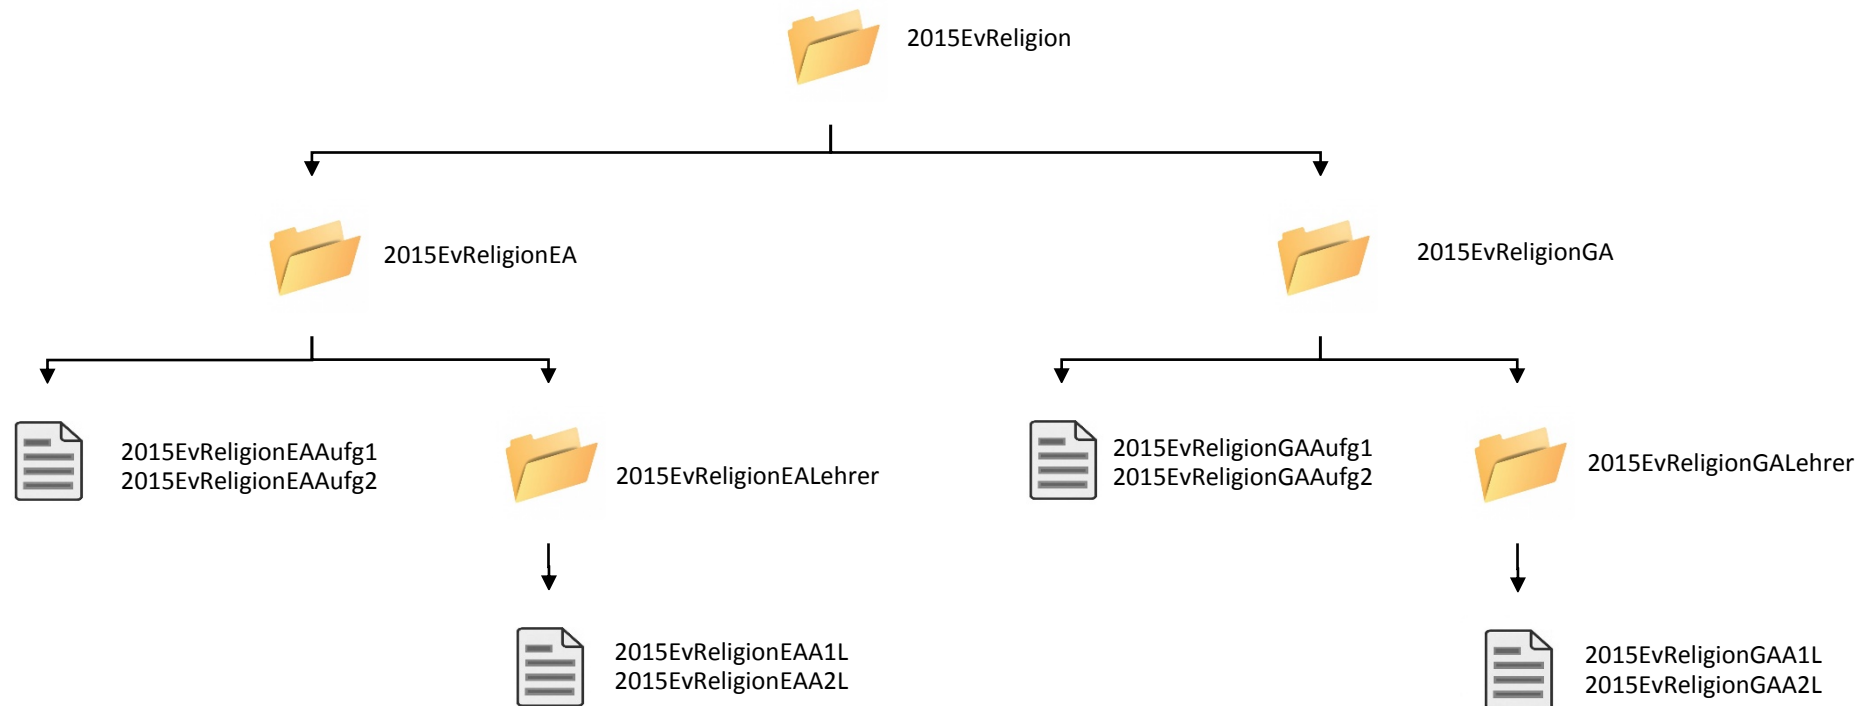 2015EvReligion
2015EvReligionEA
2015EvReligionGA
2015EvReligionEAAufg1
2015EvReligionEAAufg2
2015EvReligionEALehrer
2015EvReligionGAAufg1
2015EvReligionGAAufg2
2015EvReligionGALehrer
2015EvReligionEAA1L
2015EvReligionEAA2L
2015EvReligionGAA1L
2015EvReligionGAA2L